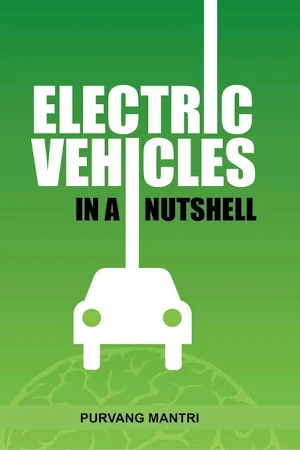 ELECTRIC
VEHICLES
IN A NUTSHELL
PURVANG MANTRI